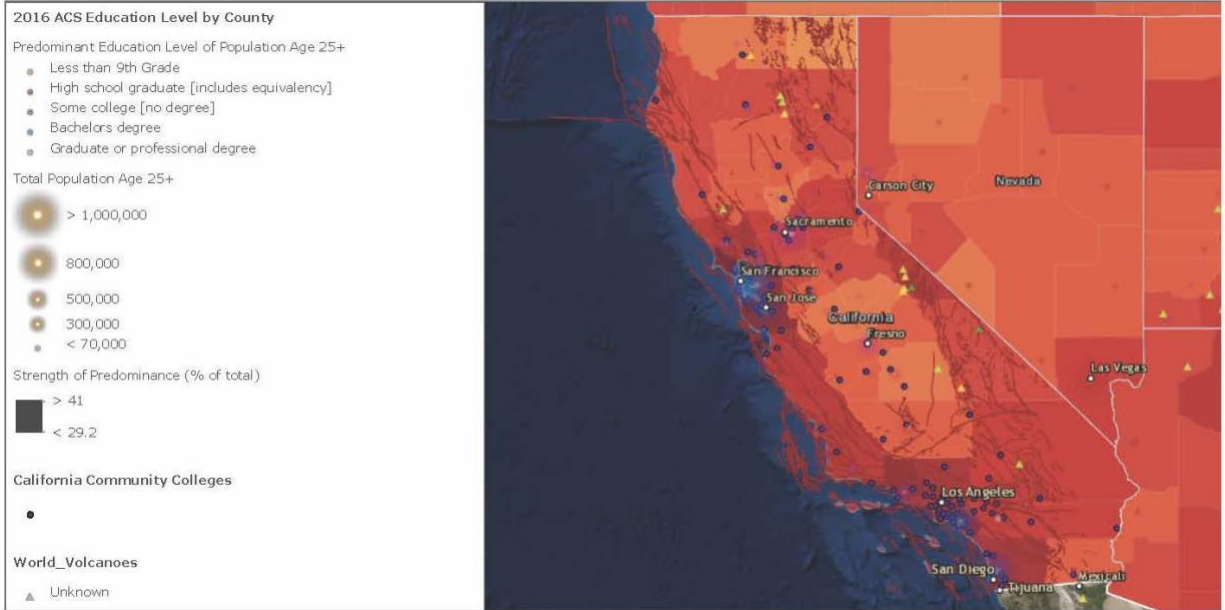 2016 ACS Education Level by County
Predominant Education Level of Population Age 25+
Less than 9th Grade
High school graduate [includes equivalency]
Some college [no degree]
Bachelors degree
Graduate or professional degree
Total Population Age 25+
> 1,000,000
800,000
500,000
300,000
< 70,000
Strength of Predominance (% of total)
> 41
< 29.2
California Community Colleges
World_Volcanoes
Unknown
Carson City
Nevada
Sacramento
San Francisco
San Jose
California
Fresno
Las Vegas
Los Angeles
San Diego
Mexicali
Tijuana